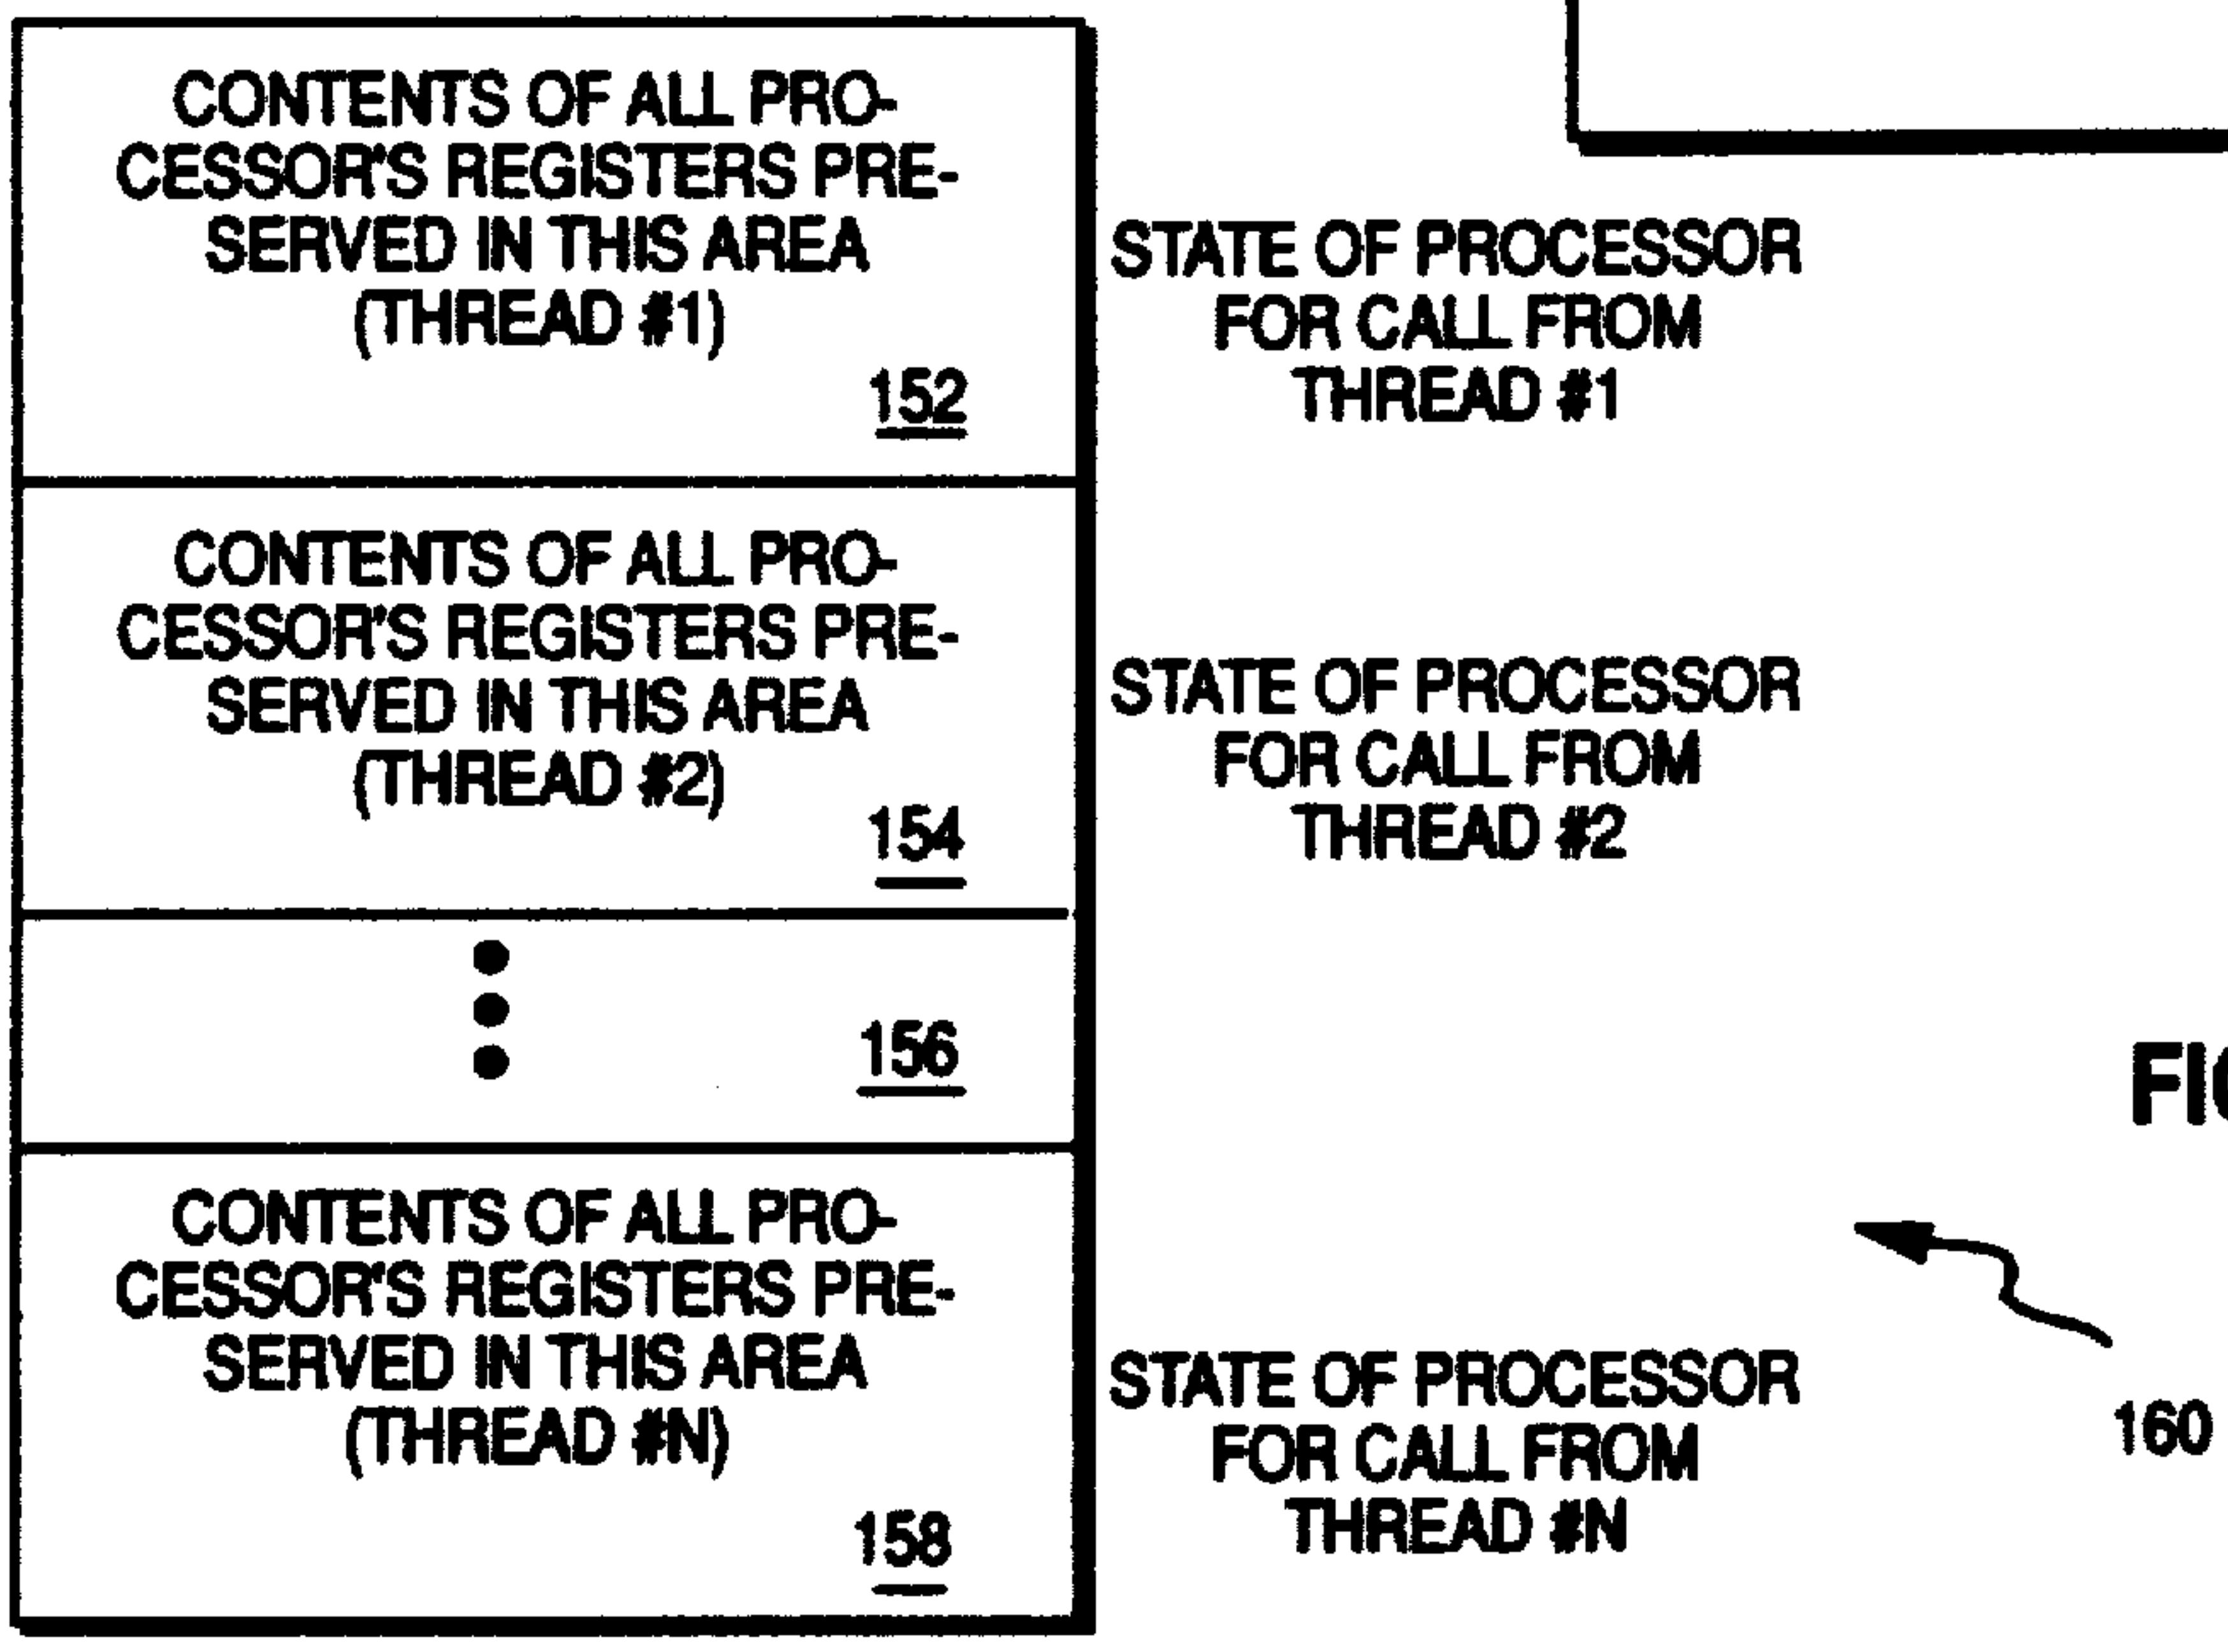 CONTENTS OF ALL PRO-
CESSOR'S REGISTERS PRE-
SERVED IN THIS AREA
(THREAD #1)
152
STATE OF PROCESSOR
FOR CALL FROM
THREAD #1
CONTENTS OF ALL PRO-
CESSOR'S REGISTERS PRE-
SERVED IN THIS AREA
(THREAD #2)
154
STATE OF PROCESSOR
FOR CALL FROM
THREAD #2
156
CONTENTS OF ALL PRO-
CESSOR'S REGISTERS PRE-
SERVED IN THIS AREA
(THREAD #N)
158
STATE OF PROCESSOR
FOR CALL FROM
THREAD #N
160